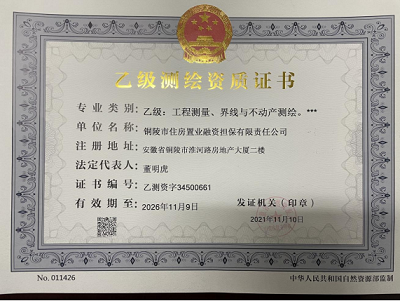 乙级测绘资质证书
专业类别：乙级：工程测量、界线与不动产测绘。***
单位名称：铜陵市住房置业融资担保有限责任公司
注册地址：安徽省铜陵市淮河路房地产大厦二楼
法定代表人：董明虎
证书编号：乙测资字34500661
有效期：2026年11月9日
发证机关（印章）
2021年11月10日
No. 011426
中华人民共和国自然资源部监制